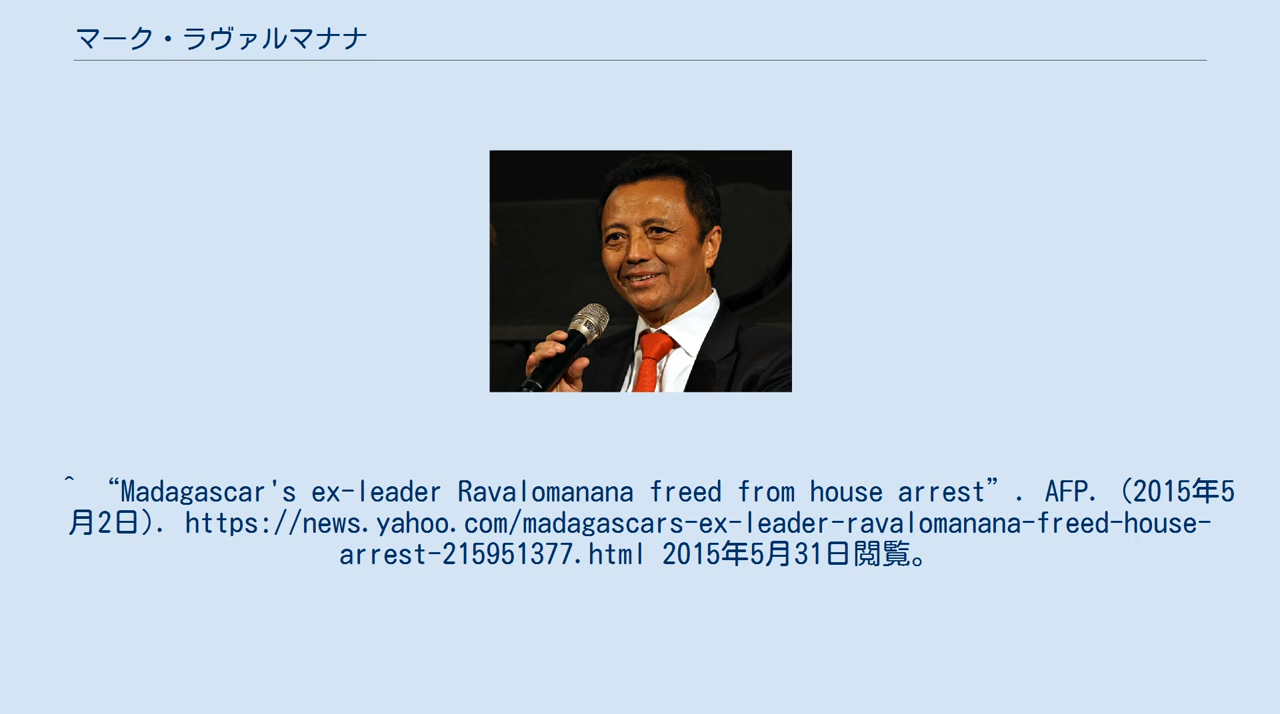 マーク・ラヴァルマナナ
^ “Madagascar's ex-leader Ravalomanana freed from house arrest”. AFP. (2015年5
月2日). https://news.yahoo.com/madagascars-ex-leader-ravalomanana-freed-house-
arrest-215951377.html 2015年5月31日閲覧。